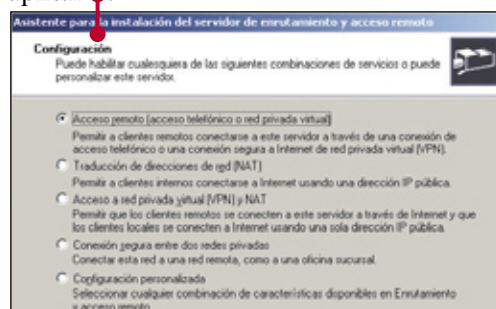 Asistente para la instalación del servidor de enrutamiento y acceso remoto
Configuración
Puede habilitar cualesquiera de las siguientes combinaciones de servicios o puede
personalizar este servidor.
Acceso remoto (acceso telefónico o red privada virtual)
Permitir a clientes remotos conectarse a este servidor a través de una conexión de
acceso telefónico o una conexión segura a Internet de red privada virtual (VPN).
Traducción de direcciones de red (NAT)
Permitir a clientes internos conectarse a Internet usando una dirección IP pública.
Acceso a red privada virtual (VPN) y NAT
Permitir que los clientes remotos se conecten a este servidor a través de Internet y que
los clientes locales se conecten a Internet usando una sola dirección IP pública.
Conexión segura entre dos redes privadas
Conectar esta red a una red remota, como a una oficina sucursal.
Configuración personalizada
Seleccionar cualquier combinación de características disponibles en Enrutamiento
y acceso remoto.